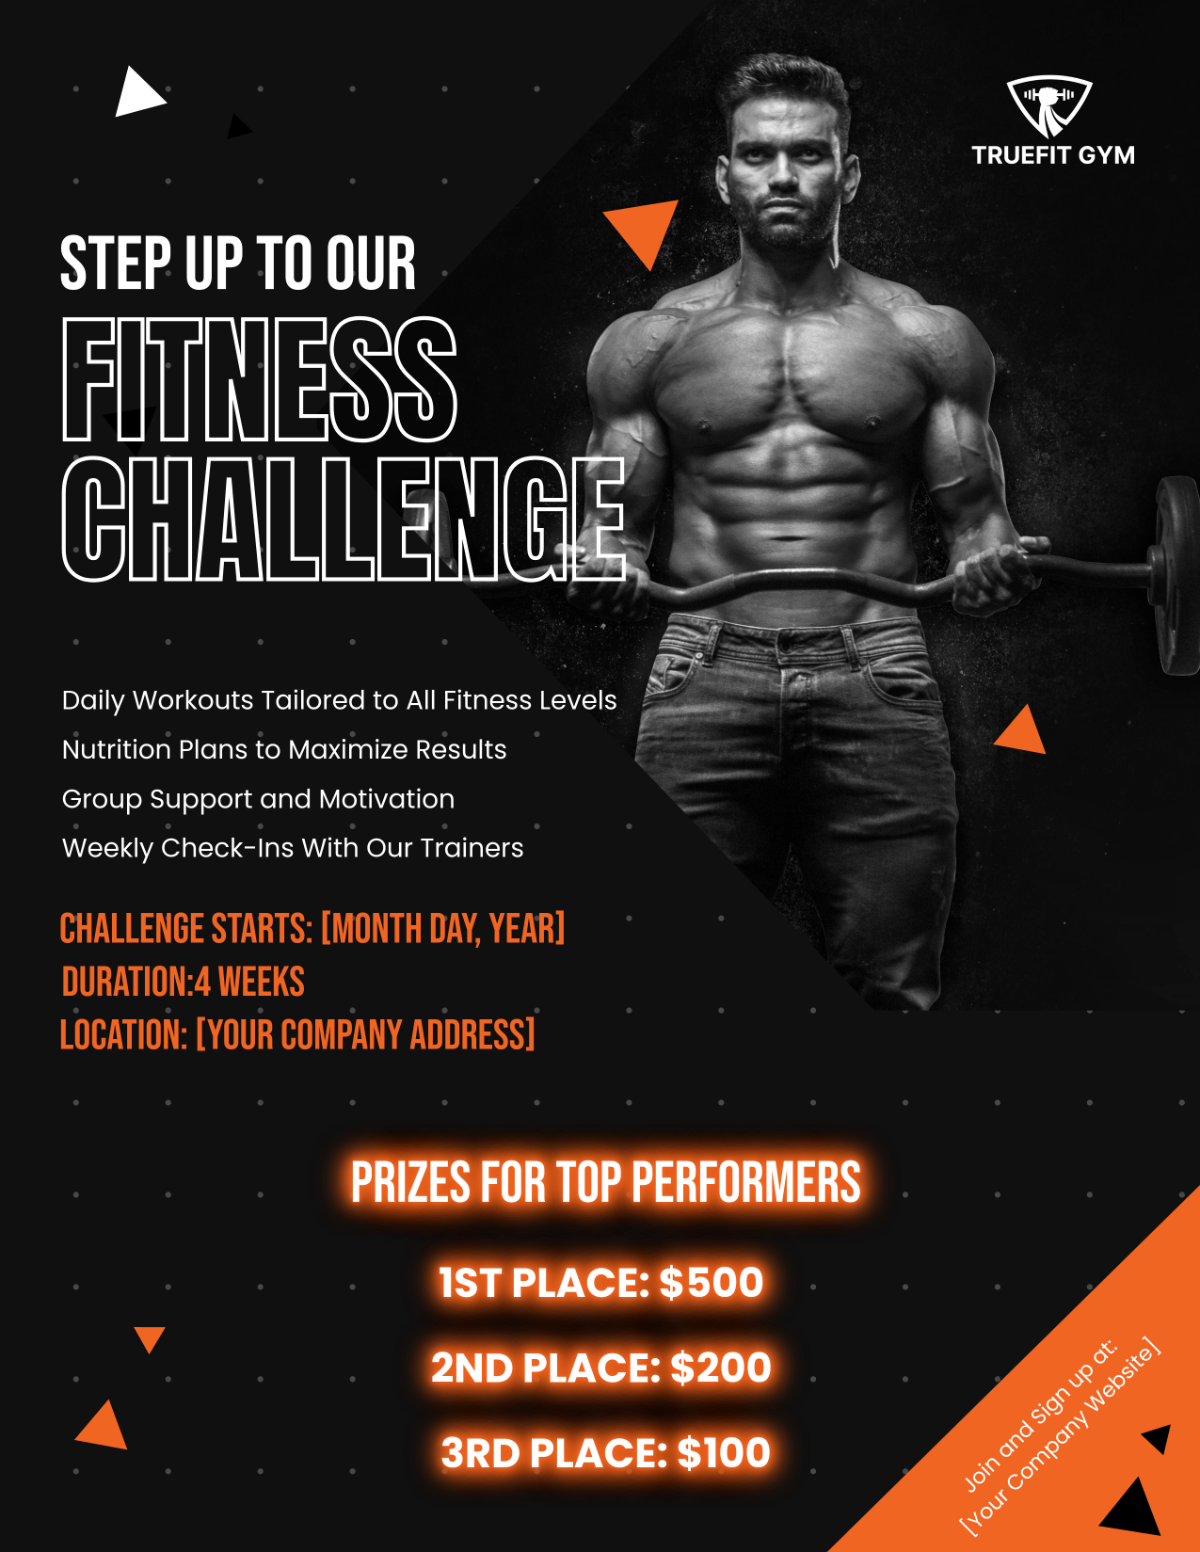 TRUEFIT GYM
STEP UP TO OUR
FITNESS
CHALLENGE
Daily Workouts Tailored to All Fitness Levels
Nutrition Plans to Maximize Results
Group Support and Motivation
Weekly Check-Ins With Our Trainers
CHALLENGE STARTS: [MONTH DAY, YEAR]
DURATION:4 WEEKS
LOCATION: [YOUR COMPANY ADDRESS]
PRIZES FOR TOP PERFORMERS
1ST PLACE: $500
2ND PLACE: $200
3RD PLACE: $100
Join and Sign up at:
[Your Company Website]